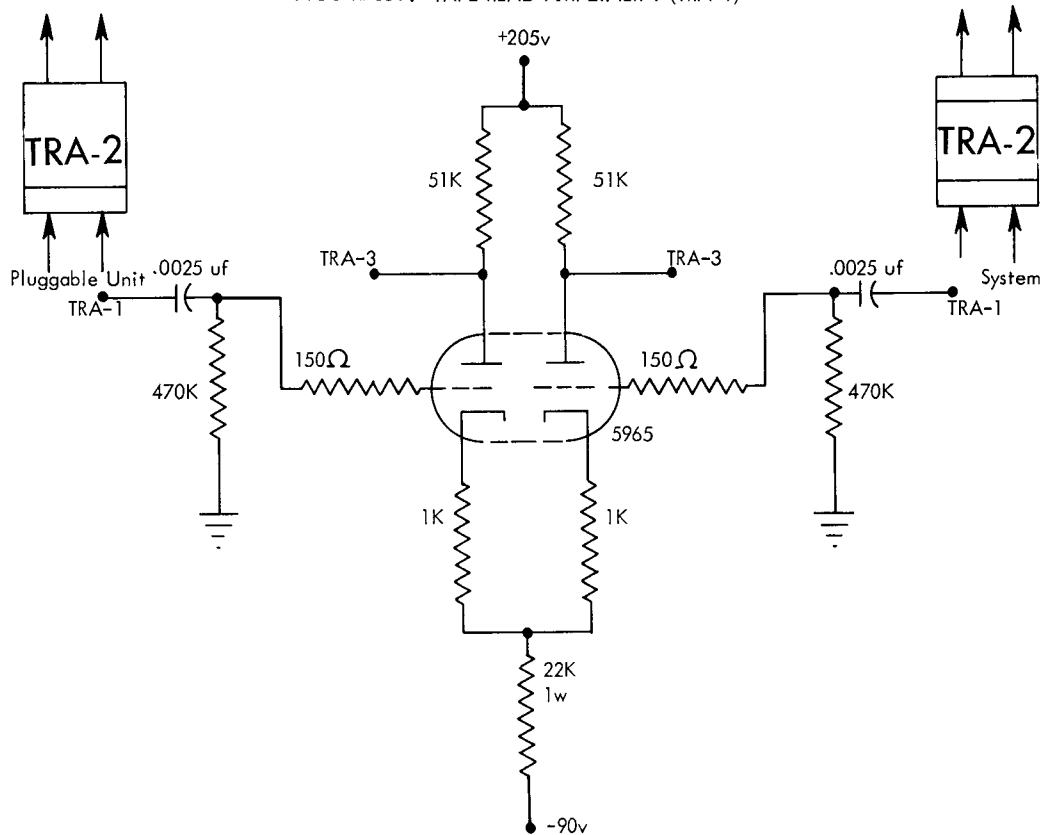 +205v
TRA-2
TRA-2
51K
51K
TRA-3
TRA-3
Pluggable Unit
.0025 uf
.0025 uf
System
TRA-1
TRA-1
150Ω
150Ω
470K
470K
5965
1K
1K
22K
1w
-90v